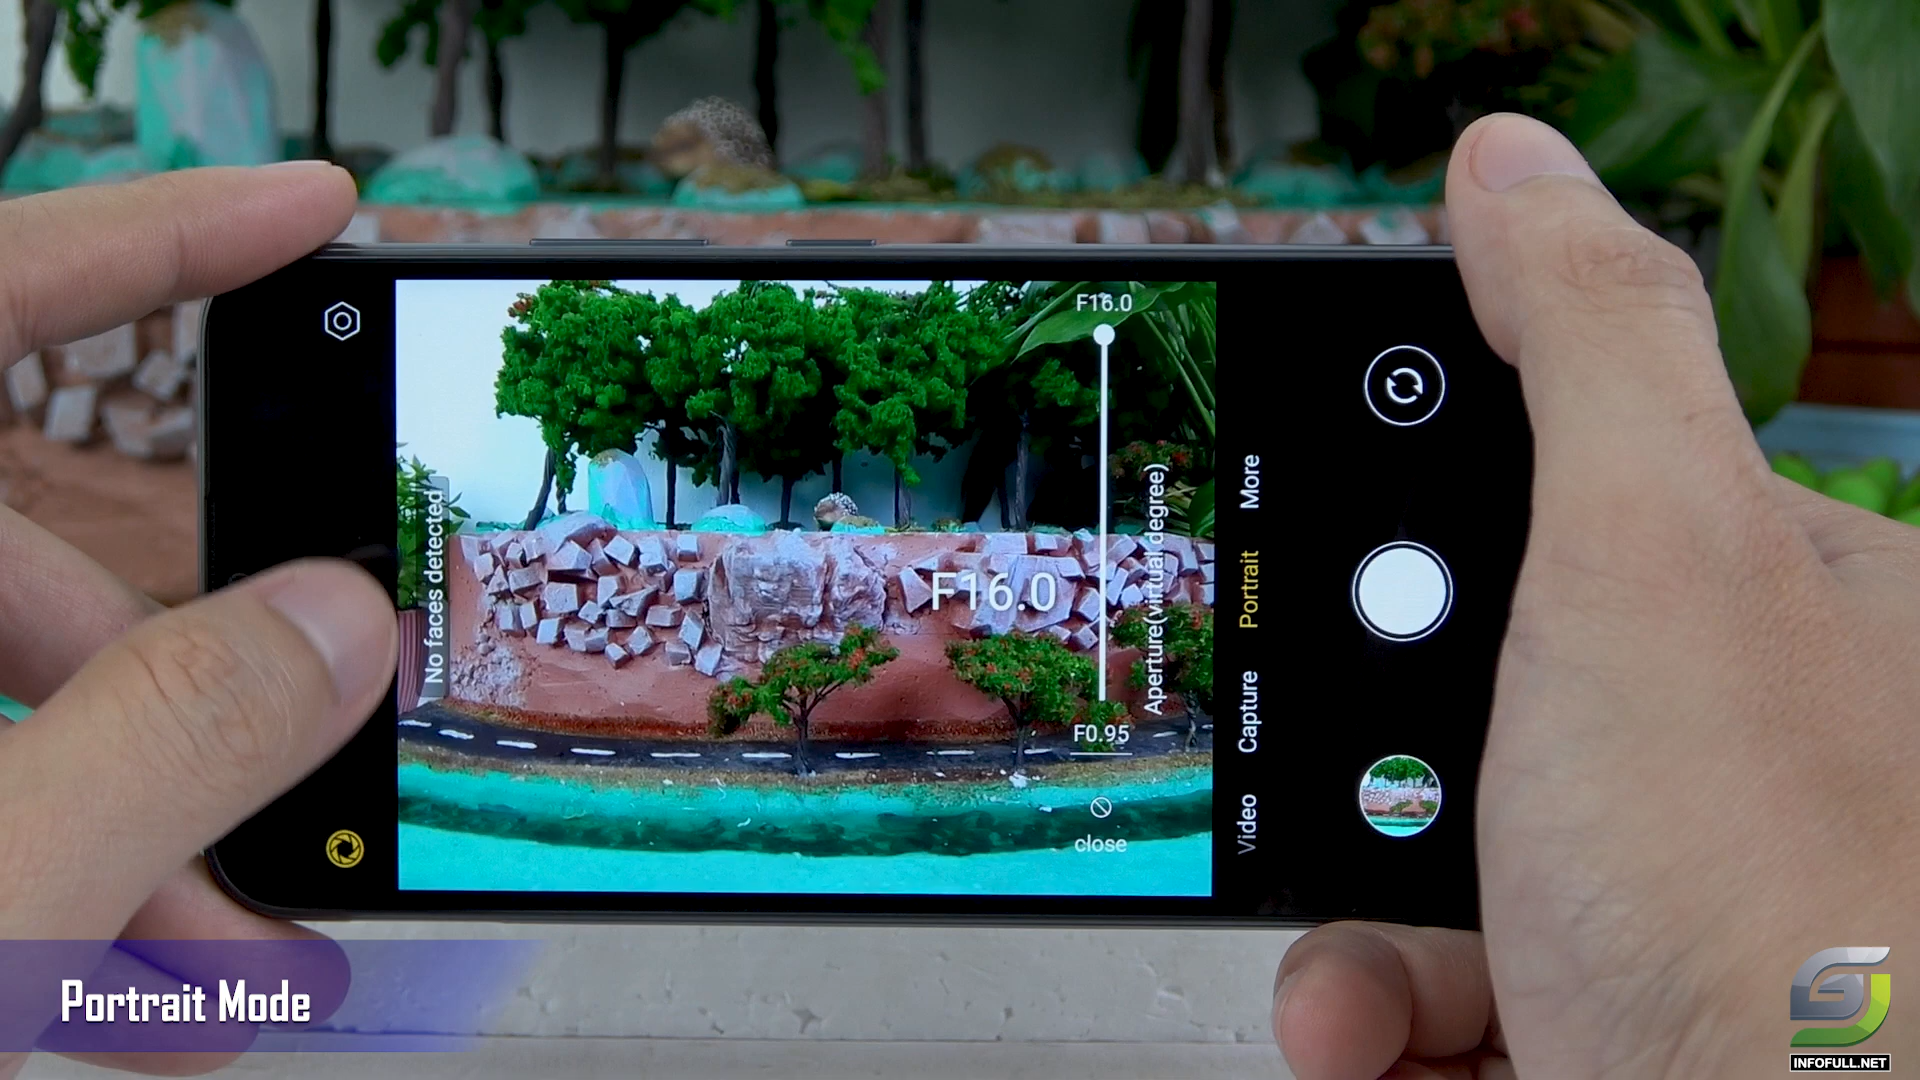 F16.0
No faces detected
F16.0
Aperture(virtual degree)
F0.95
close
More
Portrait
Capture
Video
Portrait Mode
INFOFULL.NET